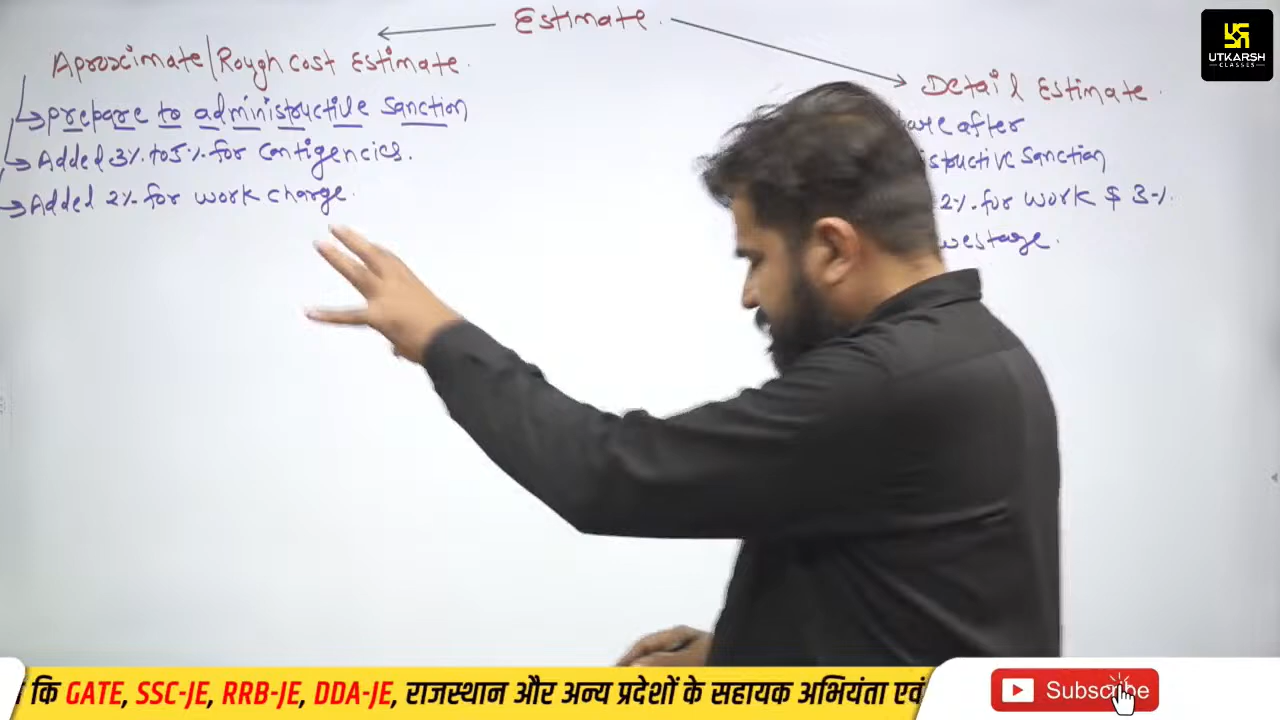 Estimate.
Aproximate/Rough cost Estimate.
prepare to administructive Sanction
Added 3% to 5% for Contigencies.
Added 2% for work charge.
Detail Estimate.
after
Sanction
2% for work $ 3%.
westage.
UTKARSH
CLASSES
कि GATE, SSC-JE, RRB-JE, DDA-JE, राजस्थान और अन्य प्रदेशों के सहायक अभियंता एवं
Subscribe